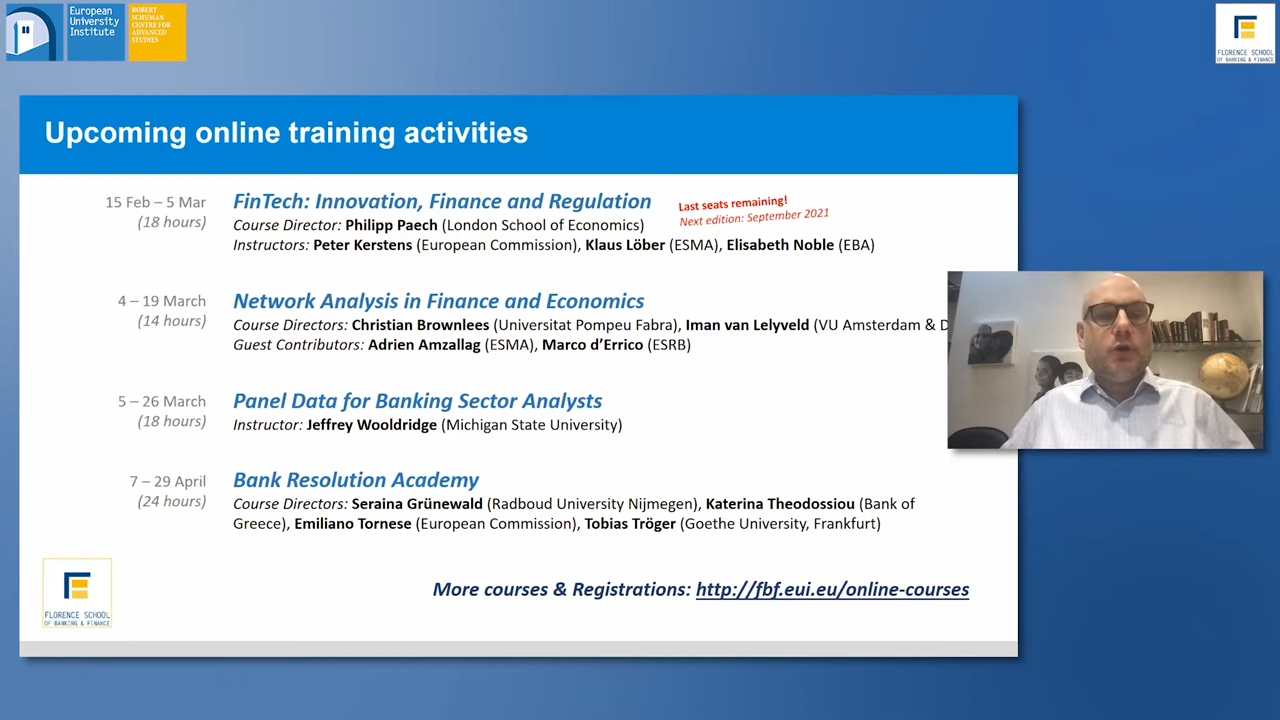 European
University
Institute
ROBERT
SCHUMAN
CENTRE FOR
ADVANCED
STUDIES
FLORENCE SCHOOL
OF BANKING & FINANCE
Upcoming online training activities
15 Feb – 5 Mar
(18 hours)
FinTech: Innovation, Finance and Regulation
Last seats remaining!
Next edition: September 2021
Course Director: Philipp Paech (London School of Economics)
Instructors: Peter Kerstens (European Commission), Klaus Löber (ESMA), Elisabeth Noble (EBA)
4 – 19 March
(14 hours)
Network Analysis in Finance and Economics
Course Directors: Christian Brownlees (Universitat Pompeu Fabra), Iman van Lelyveld (VU Amsterdam & D
Guest Contributors: Adrien Amzallag (ESMA), Marco d’Errico (ESRB)
5 – 26 March
(18 hours)
Panel Data for Banking Sector Analysts
Instructor: Jeffrey Wooldridge (Michigan State University)
7 – 29 April
(24 hours)
Bank Resolution Academy
Course Directors: Seraina Grünewald (Radboud University Nijmegen), Katerina Theodossiou (Bank of
Greece), Emiliano Tornese (European Commission), Tobias Tröger (Goethe University, Frankfurt)
More courses & Registrations: http://fbf.eui.eu/online-courses
FLORENCE SCHOOL
OF BANKING & FINANCE